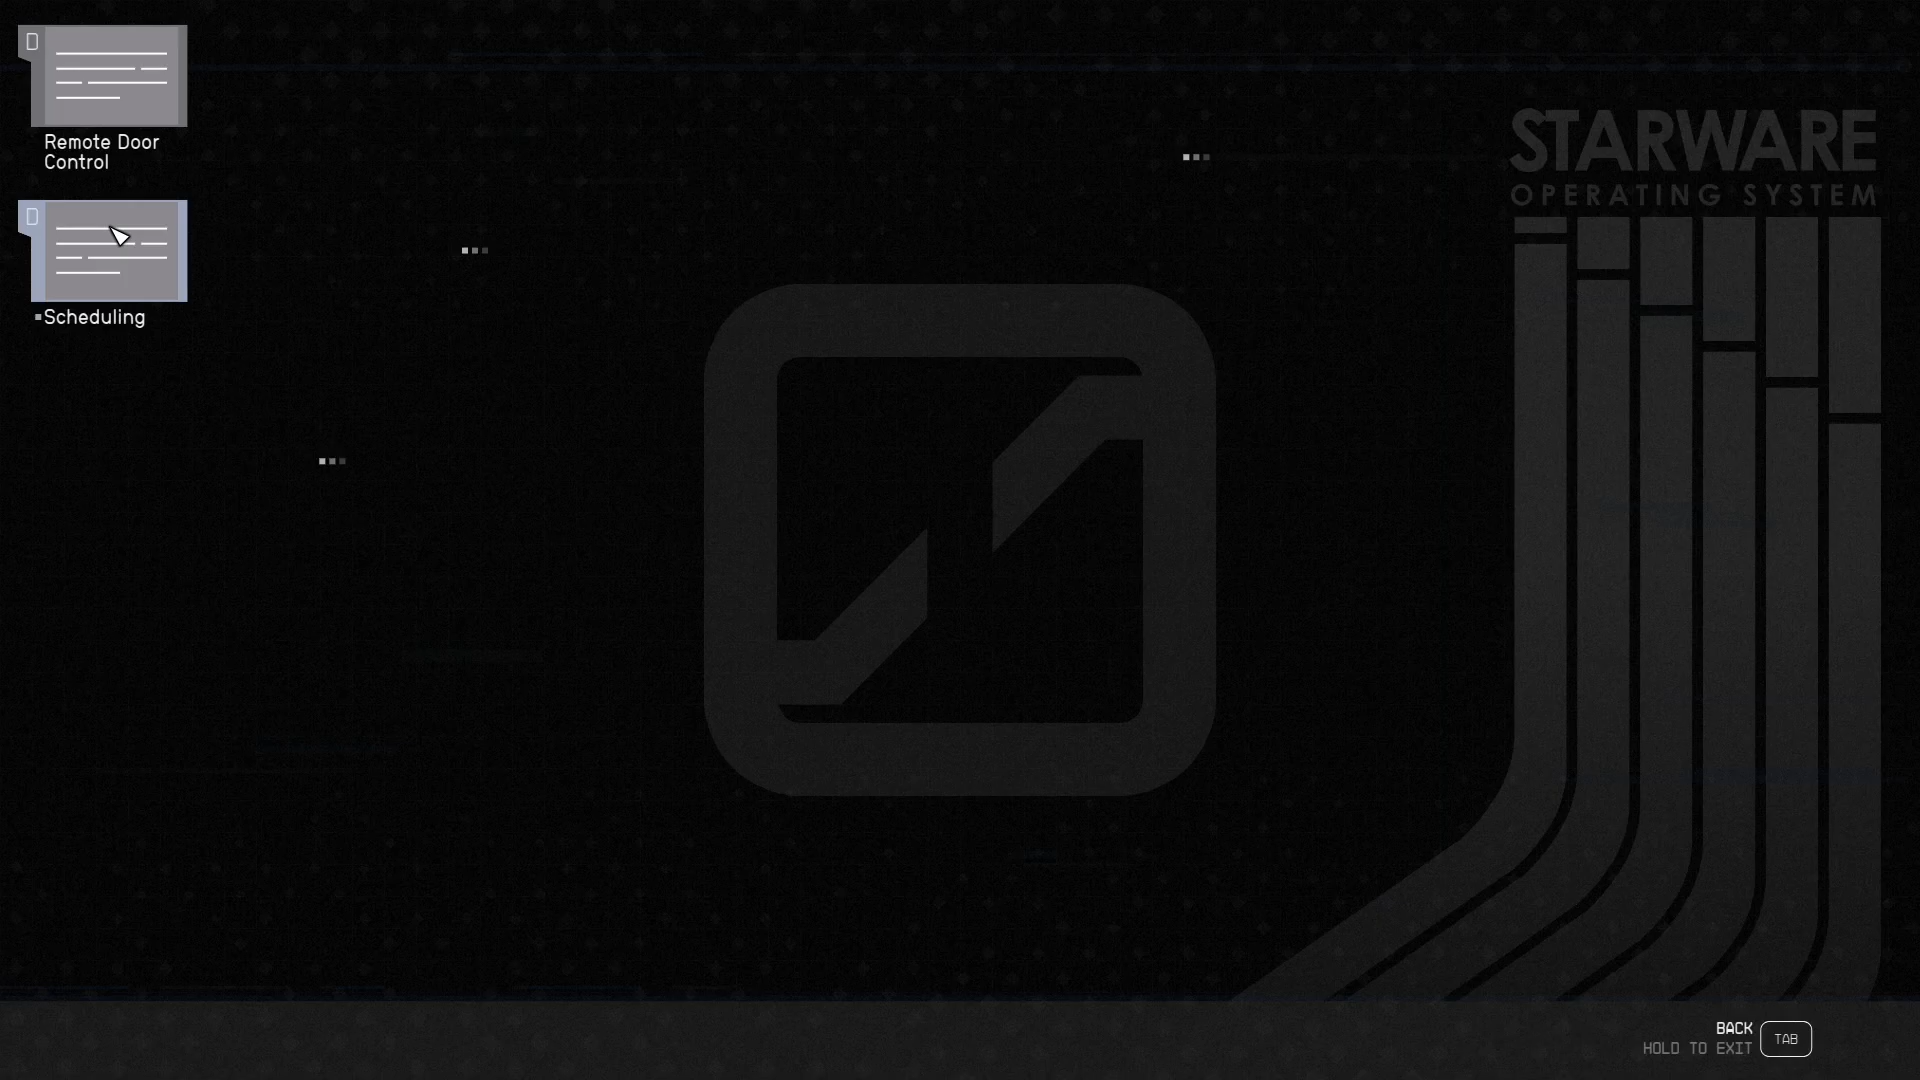 Remote Door
Control
Scheduling
STARWARE
OPERATING SYSTEM
BACK
HOLD TO EXIT
TAB